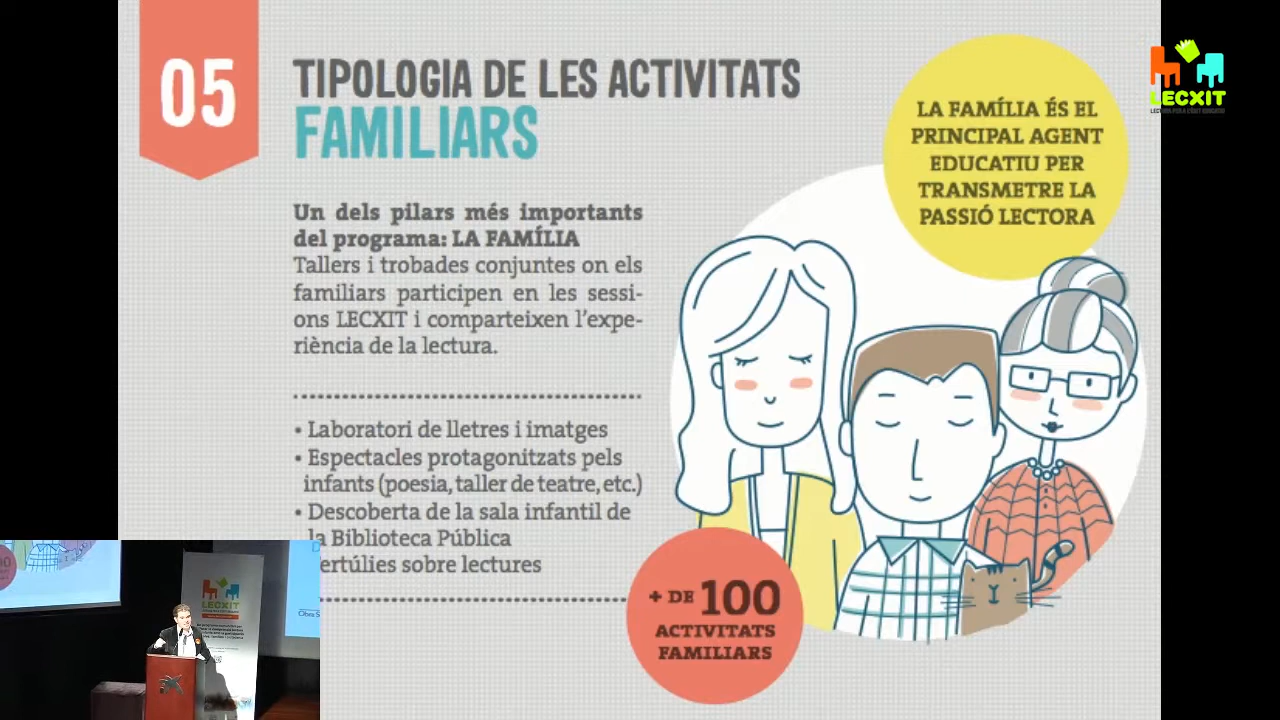 05
TIPOLOGIA DE LES ACTIVITATS
FAMILIARS
LA FAMÍLIA ÉS EL
PRINCIPAL AGENT
EDUCATIU PER
TRANSMETRE LA
PASSIÓ LECTORA
LECXIT
Un dels pilars més importants
del programa: LA FAMÍLIA
Tallers i trobades conjuntes on els
familiars participen en les sessi-
ons LECXIT i comparteixen l'expe-
riència de la lectura.
• Laboratori de lletres i imatges
• Espectacles protagonitzats pels
infants (poesia, taller de teatre, etc.)
• Descoberta de la sala infantil de
la Biblioteca Pública
ertúlies sobre lectures
+ DE 100
ACTIVITATS
FAMILIARS
LECXIT